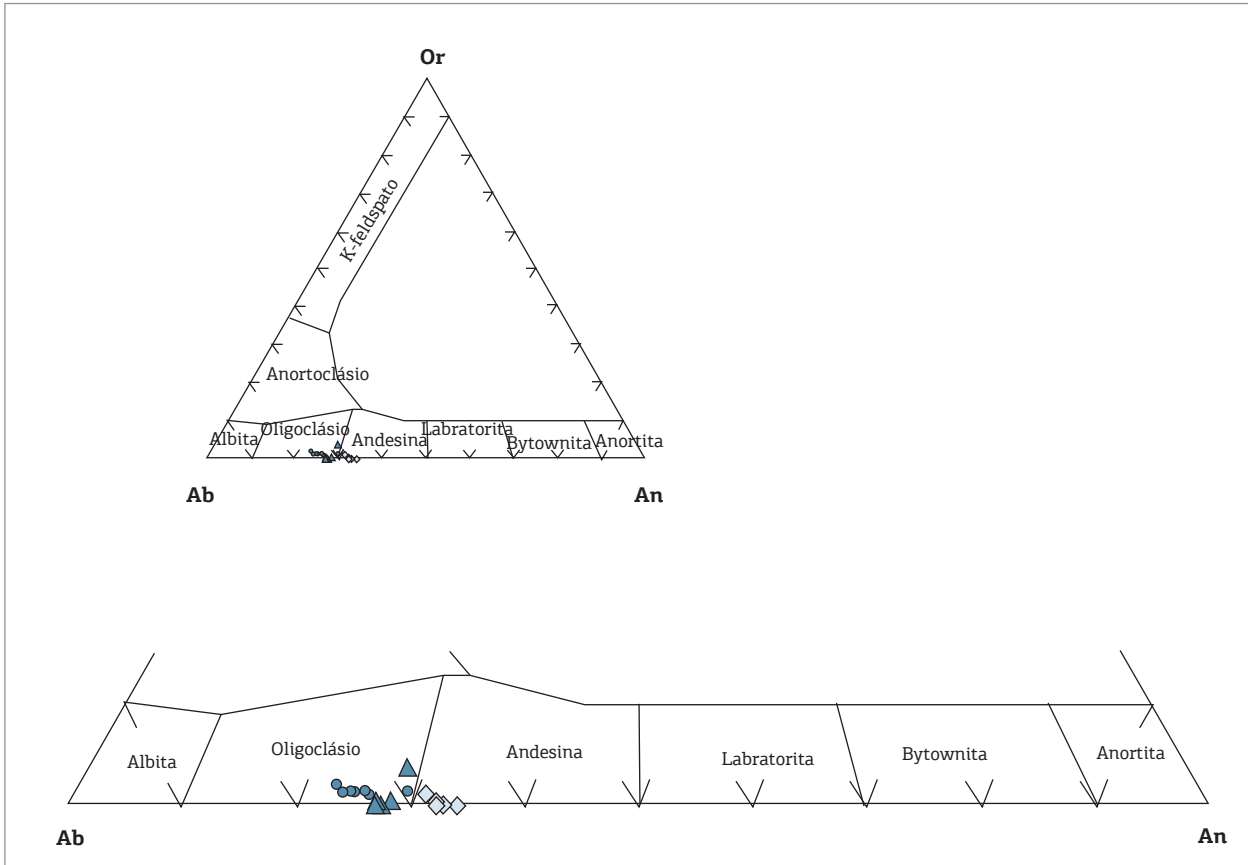 Or
K-feldspato
Anortoclásio
Albita Oligoclásio Andesina Labratorita Bytownita Anortita
Ab An
Oligoclásio Andesina Labratorita Bytownita Anortita
Albita
Ab An